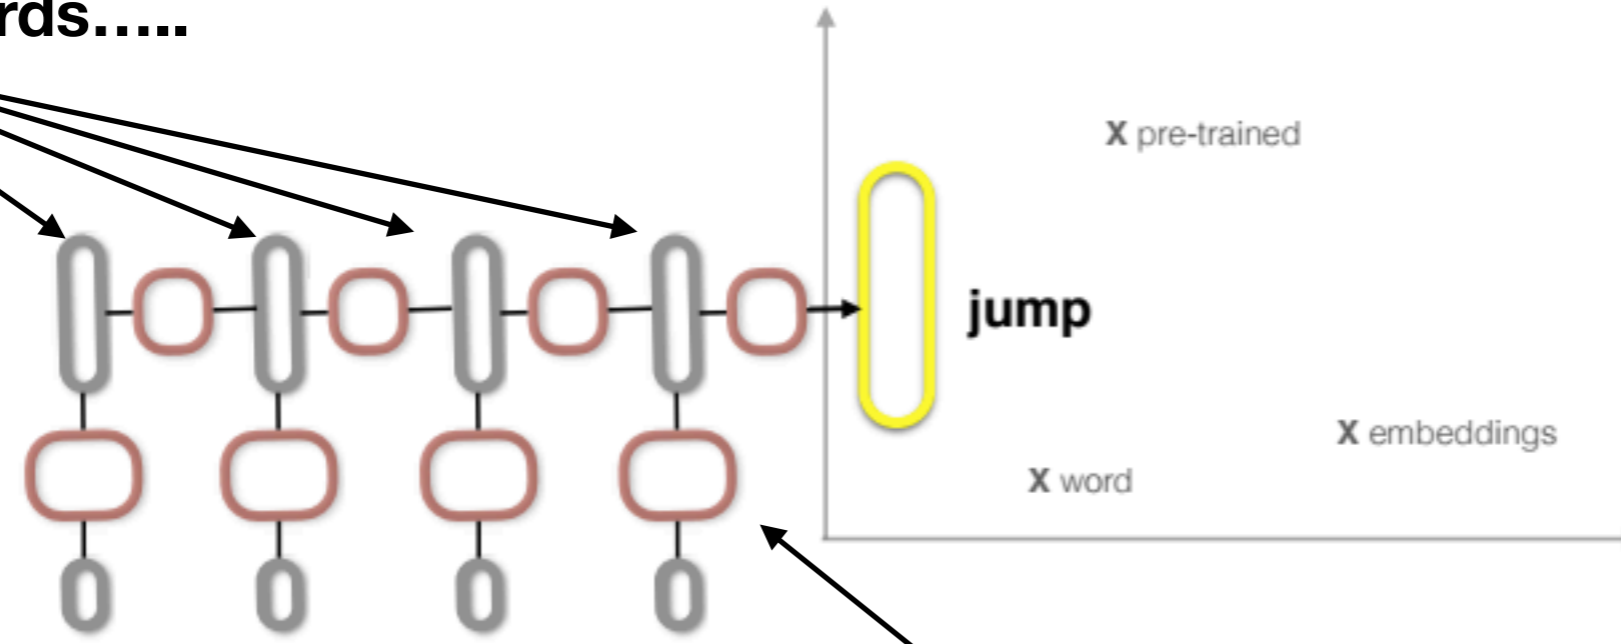 rds.....
X pre-trained
jump
X embeddings
X word